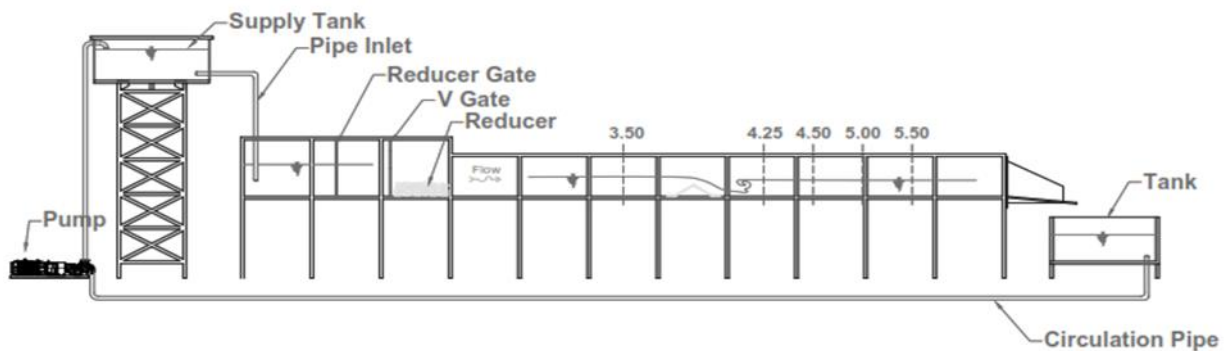 Supply Tank
Pipe Inlet
Reducer Gate
V Gate
Reducer
3.50
4.25
4.50
5.00
5.50
Flow
Tank
Pump
Circulation Pipe